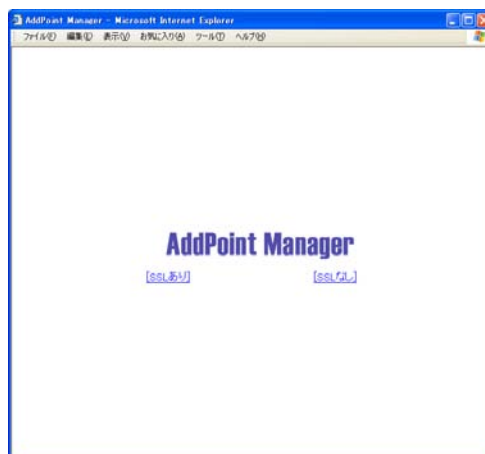 AddPoint Manager - Microsoft Internet Explorer
ファイル(F) 編集(E) 表示(V) お気に入り(A) ツール(T) ヘルプ(H)
AddPoint Manager
[SSLあり] [SSLなし]